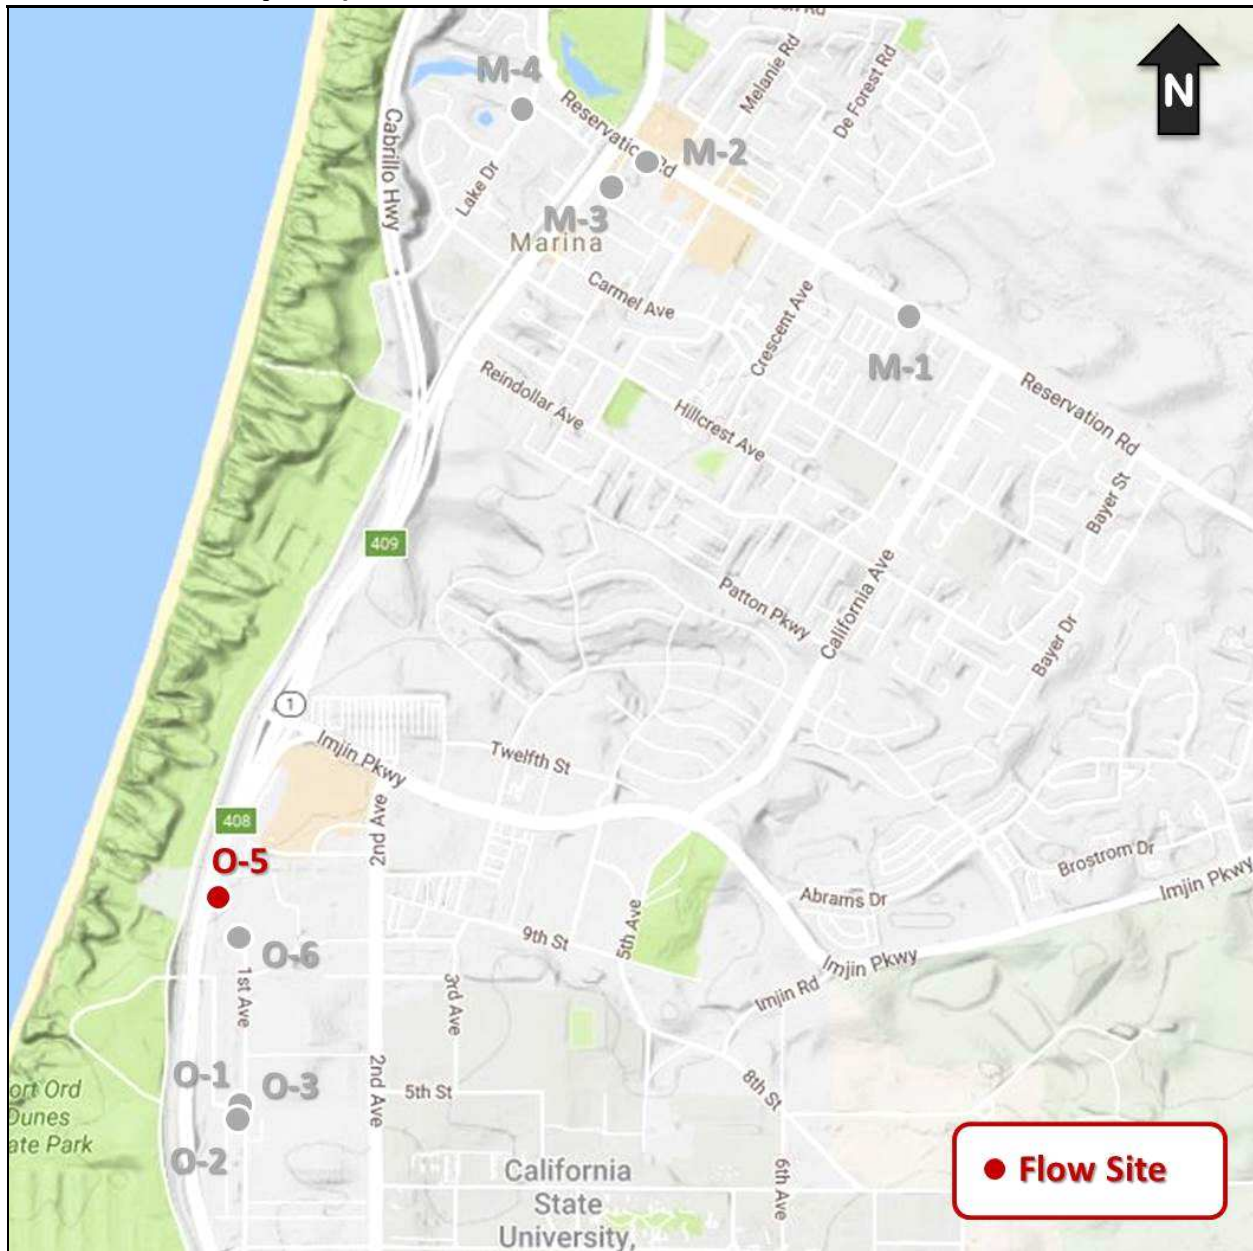 M-4
N
Melanie Rd
De Forest Rd
Cabrillo Hwy
Reservation Rd
M-2
Lake Dr
M-3
Marina
Carmel Ave
Crescent Ave
M-1
Reindollar Ave
Hillcrest Ave
Reservation Rd
Bayer St
409
California Ave
Patton Pkwy
Bayer Dr
1
Imjin Pkwy
Twelfth St
2nd Ave
408
O-5
Brostrom Dr
Imjin Pkwy
Abrams Dr
5th Ave
9th St
O-6
Imjin Pkwy
Imjin Rd
1st Ave
3rd Ave
2nd Ave
O-1
O-3
5th St
8th St
ort Ord
Dunes
ate Park
O-2
6th Ave
California
State
University,
Flow Site